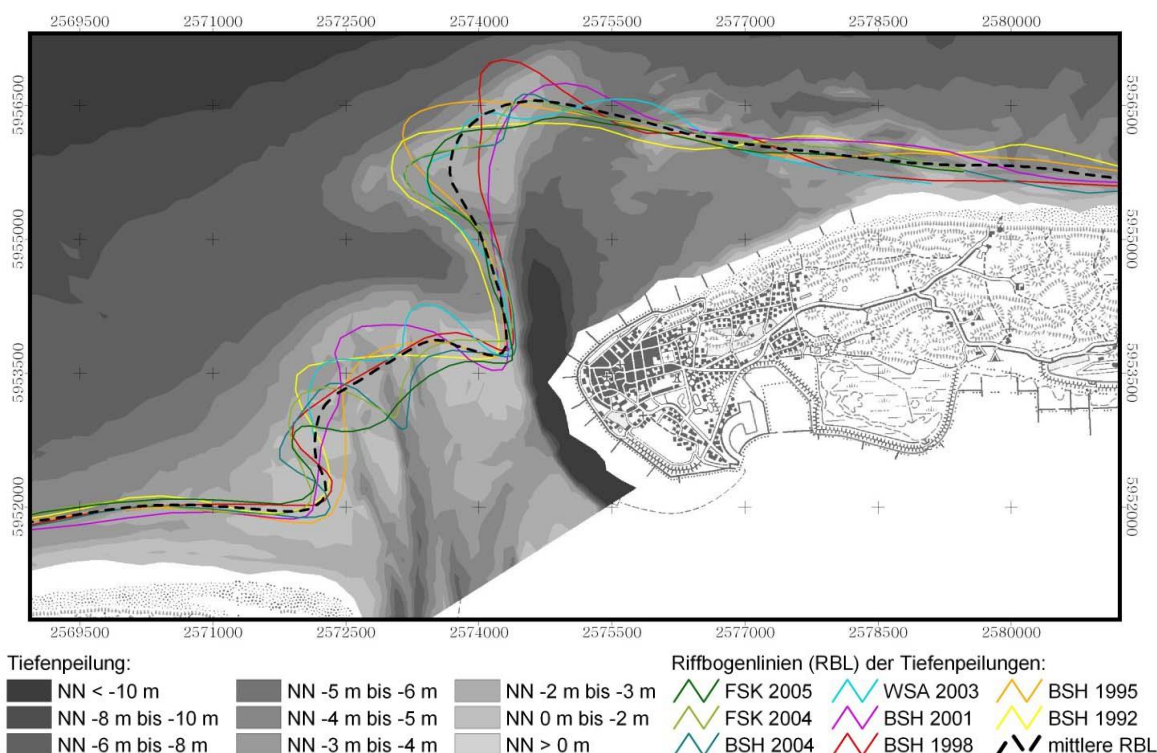 2569500 2571000 2572500 2574000 2575500 2577000 2578500 2580000
5956500 5956500
5955000 5955000
5953500 5953500
5952000 5952000
2569500 2571000 2572500 2574000 2575500 2577000 2578500 2580000
Tiefenpeilung:
NN < -10 m
NN -8 m bis -10 m
NN -6 m bis -8 m
NN -5 m bis -6 m
NN -4 m bis -5 m
NN -3 m bis -4 m
NN -2 m bis -3 m
NN 0 m bis -2 m
NN > 0 m
Riffbogenlinien (RBL) der Tiefenpeilungen:
FSK 2005
FSK 2004
BSH 2004
WSA 2003
BSH 2001
BSH 1998
BSH 1995
BSH 1992
mittlere RBL